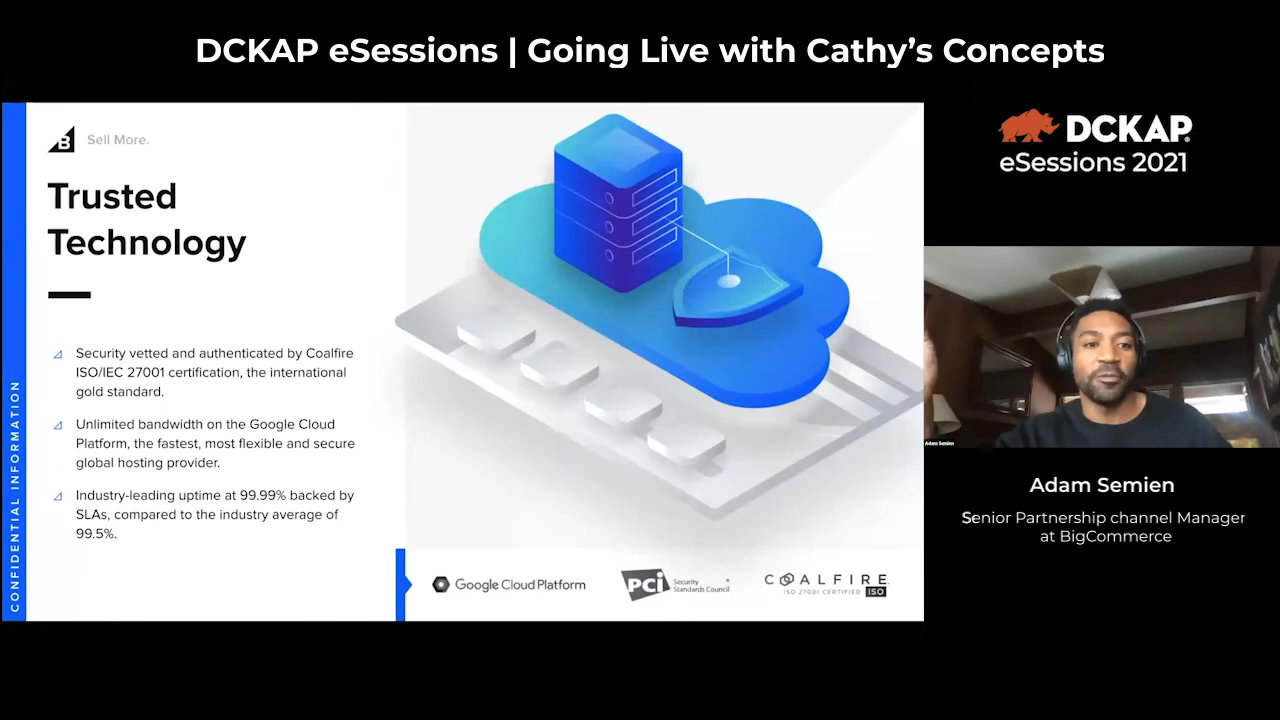 DCKAP eSessions | Going Live with Cathy's Concepts
CONFIDENTIAL INFORMATION
B
Sell More.
Trusted
Technology
Security vetted and authenticated by Coalfire
ISO/IEC 27001 certification, the international
gold standard.
Unlimited bandwidth on the Google Cloud
Platform, the fastest, most flexible and secure
global hosting provider.
Industry-leading uptime at 99.99% backed by
SLAs, compared to the industry average of
99.5%.
Google Cloud Platform
PCi Security
Standards Council
COALFIRE
ISO 27001 CERTIFIED ISO
DCKAP
eSessions 2021
Adam Semien
Adam Semien
Senior Partnership channel Manager
at BigCommerce